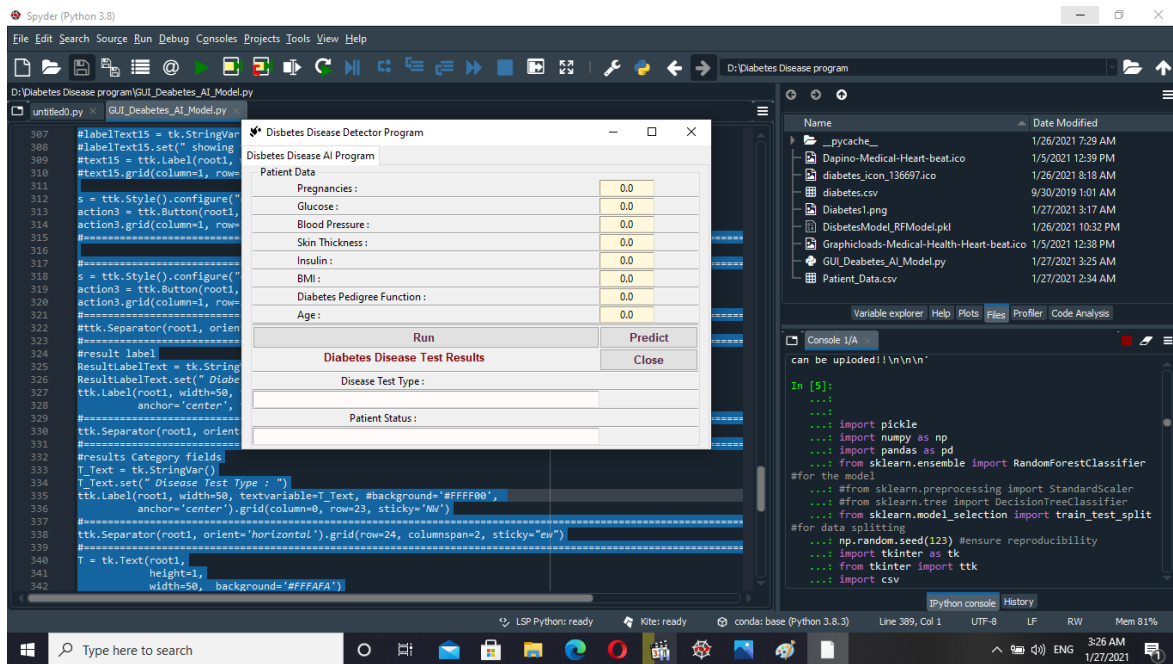 Spyder (Python 3.8)
File Edit Search Source Run Debug Consoles Projects Tools View Help
D:\Diabetes Disease program
D:\Diabetes Disease program\GUI_Deabetes_AI_Model.py
untitled0.py
GUI_Deabetes_AI_Model.py
307 #labelText15 = tk.StringVar
308 #labelText15.set(" showing
309 #text15 = ttk.Label(root1,
310 #text15.grid(column=1, row=
311
312 s = ttk.Style().configure("
313 action3 = ttk.Button(root1,
314 action3.grid(column=1, row=
315 #==================
316
317 #==================
318 s = ttk.Style().configure("
319 action3 = ttk.Button(root1,
320 action3.grid(column=1, row=
321 #==================
322 #ttk.Separator(root1, orien
323 #==================
324 #result label
325 ResultLabelText = tk.String
326 ResultLabelText.set(" Diabe
327 ttk.Label(root1, width=50,
328 anchor='center',
329 #==================
330 ttk.Separator(root1, orient
331 #==================
332 #results Category fields
333 T_Text = tk.StringVar()
334 T_Text.set(" Disease Test Type : ")
335 ttk.Label(root1, width=50, textvariable=T_Text, #background='#FFFF00',
336 anchor='center').grid(column=0, row=23, sticky='NW')
337 #==================
338 ttk.Separator(root1, orient='horizontal').grid(row=24, columnspan=2, sticky="ew")
339 #==================
340 T = tk.Text(root1,
341 height=1,
342 width=50, background='#FFFAFA')
Disbetes Disease Detector Program
Disbetes Disease AI Program
Patient Data
Pregnancies : 0.0
Glucose : 0.0
Blood Pressure : 0.0
Skin Thickness : 0.0
Insulin : 0.0
BMI : 0.0
Diabetes Pedigree Function : 0.0
Age : 0.0
Run Predict
Diabetes Disease Test Results Close
Disease Test Type :
Patient Status :
Name Date Modified
__pycache__ 1/26/2021 7:29 AM
Dapino-Medical-Heart-beat.ico 1/5/2021 12:39 PM
diabetes_icon_136697.ico 1/26/2021 8:18 AM
diabetes.csv 9/30/2019 1:01 AM
Diabetes1.png 1/27/2021 3:17 AM
DisbetesModel_RFModel.pkl 1/26/2021 10:32 PM
Graphicloads-Medical-Health-Heart-beat.ico 1/5/2021 12:38 PM
GUI_Deabetes_AI_Model.py 1/27/2021 3:25 AM
Patient_Data.csv 1/27/2021 2:34 AM
Variable explorer Help Plots Files Profiler Code Analysis
Console 1/A
can be uploded!!\n\n\n'
In [5]:
...:
...:
...: import pickle
...: import numpy as np
...: import pandas as pd
...: from sklearn.ensemble import RandomForestClassifier
#for the model
...: #from sklearn.preprocessing import StandardScaler
...: #from sklearn.tree import DecisionTreeClassifier
...: from sklearn.model_selection import train_test_split
#for data splitting
...: np.random.seed(123) #ensure reproducibility
...: import tkinter as tk
...: from tkinter import ttk
...: import csv
IPython console History
LSP Python: ready Kite: ready conda: base (Python 3.8.3) Line 389, Col 1 UTF-8 LF RW Mem 81%
Type here to search
ENG
3:26 AM
1/27/2021